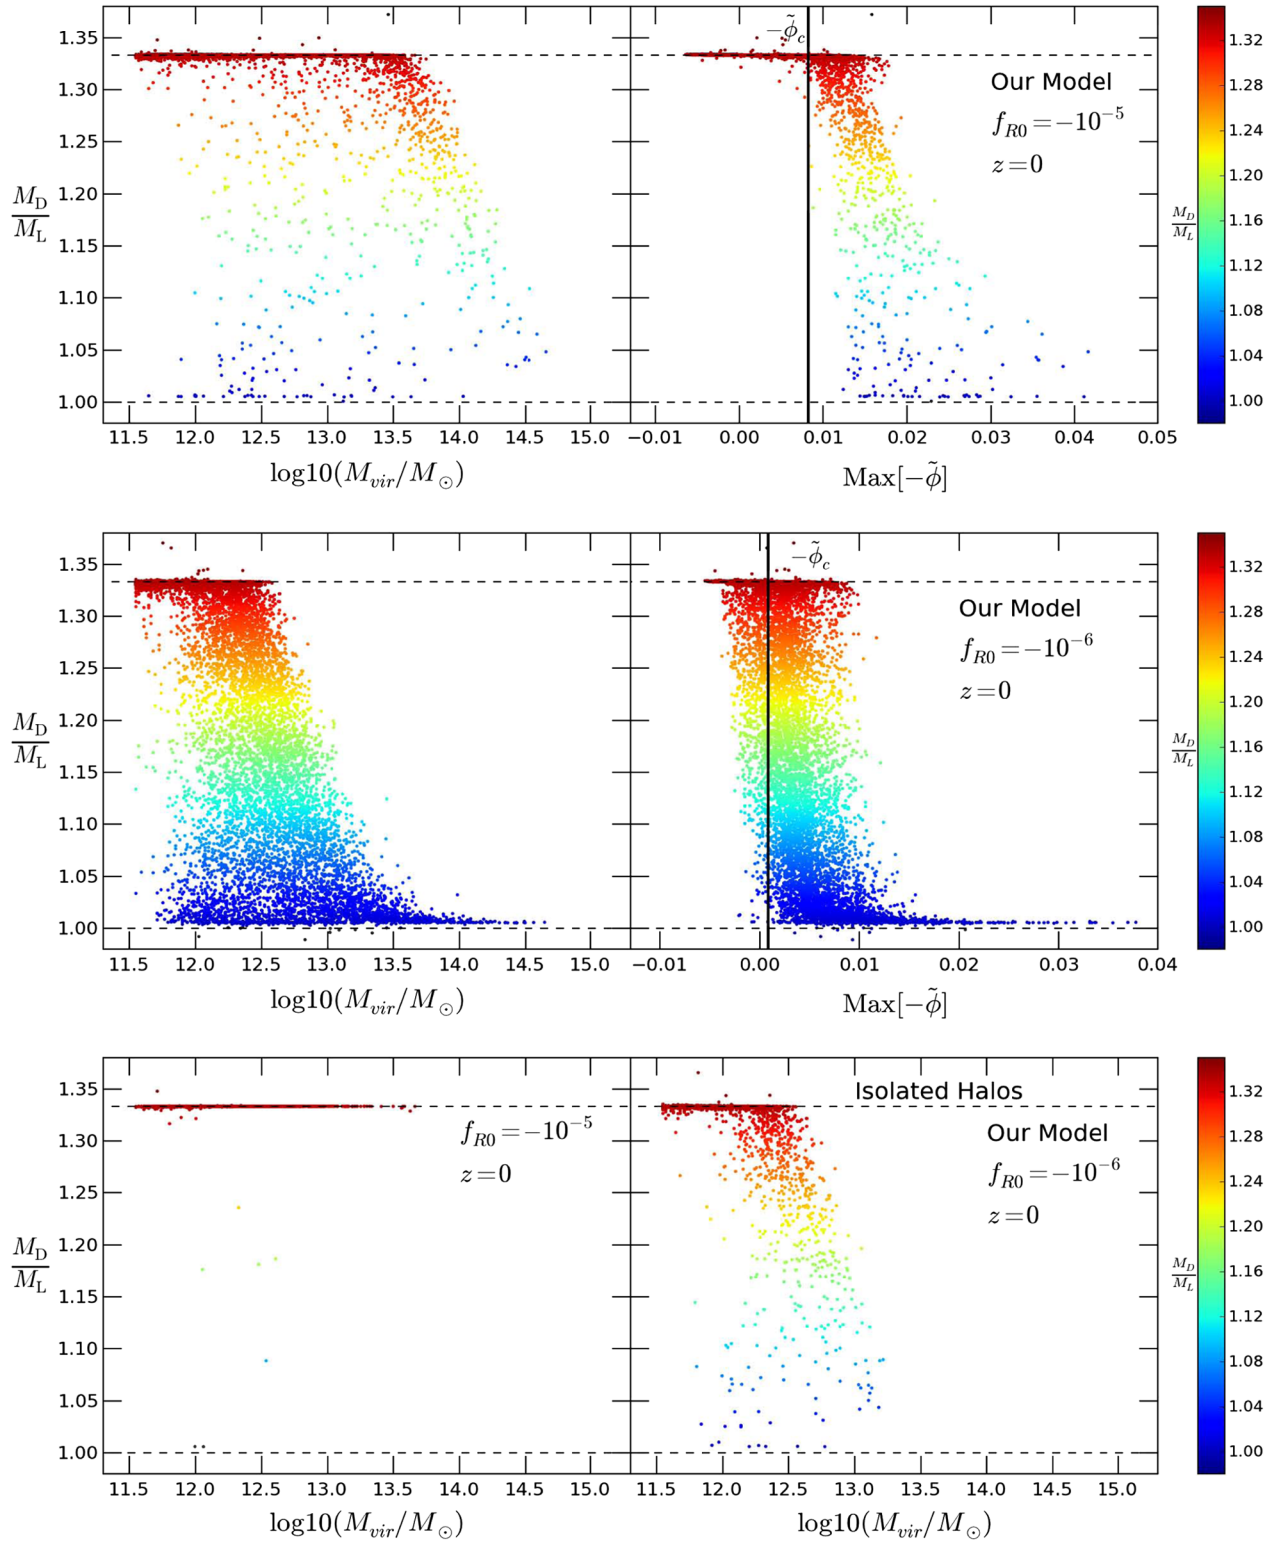 1.35
1.30
1.25
1.20
1.15
1.10
1.05
1.00
M_D/M_L
11.5 12.0 12.5 13.0 13.5 14.0 14.5 15.0
log10(M_vir/M_⊙)
−φ̃_c
Our Model
f_R0 = −10^−5
z = 0
−0.01 0.00 0.01 0.02 0.03 0.04 0.05
Max[−φ̃]
M_D/M_L
1.32
1.28
1.24
1.20
1.16
1.12
1.08
1.04
1.00
1.35
1.30
1.25
1.20
1.15
1.10
1.05
1.00
M_D/M_L
11.5 12.0 12.5 13.0 13.5 14.0 14.5 15.0
log10(M_vir/M_⊙)
−φ̃_c
Our Model
f_R0 = −10^−6
z = 0
−0.01 0.00 0.01 0.02 0.03 0.04
Max[−φ̃]
M_D/M_L
1.32
1.28
1.24
1.20
1.16
1.12
1.08
1.04
1.00
1.35
1.30
1.25
1.20
1.15
1.10
1.05
1.00
M_D/M_L
f_R0 = −10^−5
z = 0
11.5 12.0 12.5 13.0 13.5 14.0 14.5 15.0
log10(M_vir/M_⊙)
Isolated Halos
Our Model
f_R0 = −10^−6
z = 0
11.5 12.0 12.5 13.0 13.5 14.0 14.5 15.0
log10(M_vir/M_⊙)
M_D/M_L
1.32
1.28
1.24
1.20
1.16
1.12
1.08
1.04
1.00